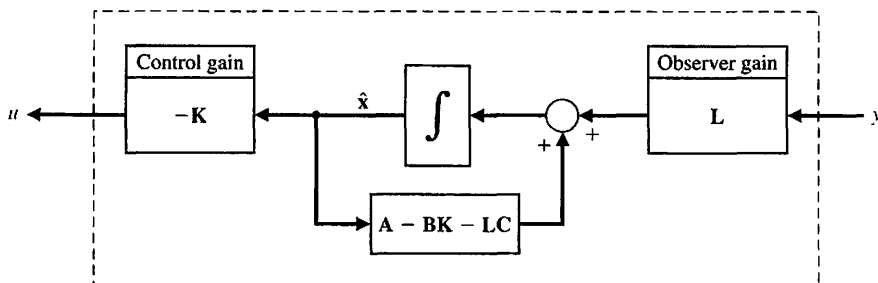 Control gain
Observer gain
u
-K
x̂
∫
+
+
L
y
A - BK - LC